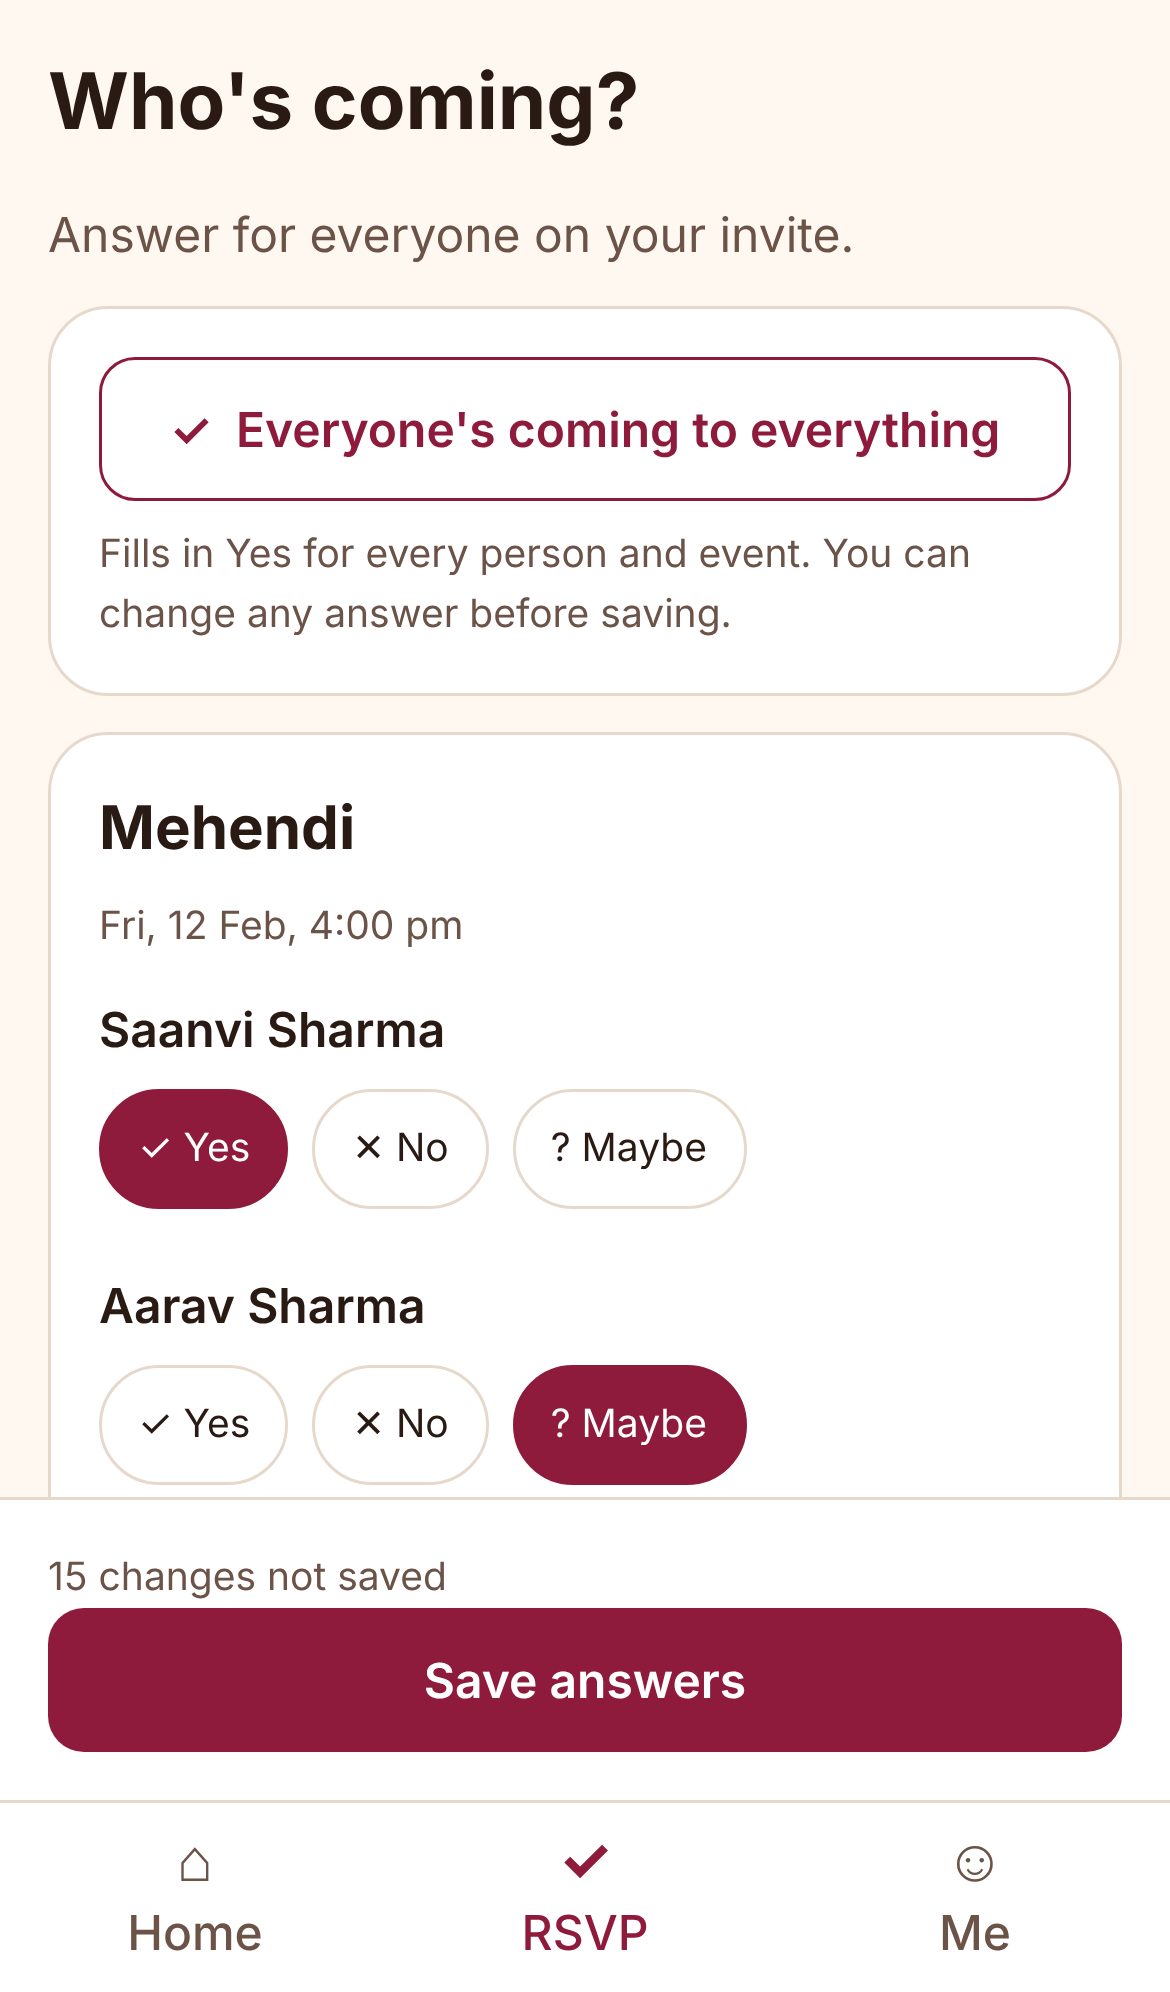 Who's coming?
Answer for everyone on your invite.
✓ Everyone's coming to everything
Fills in Yes for every person and event. You can
change any answer before saving.
Mehendi
Fri, 12 Feb, 4:00 pm
Saanvi Sharma
✓ Yes ✕ No ? Maybe
Aarav Sharma
✓ Yes ✕ No ? Maybe
15 changes not saved
Save answers
Home RSVP Me